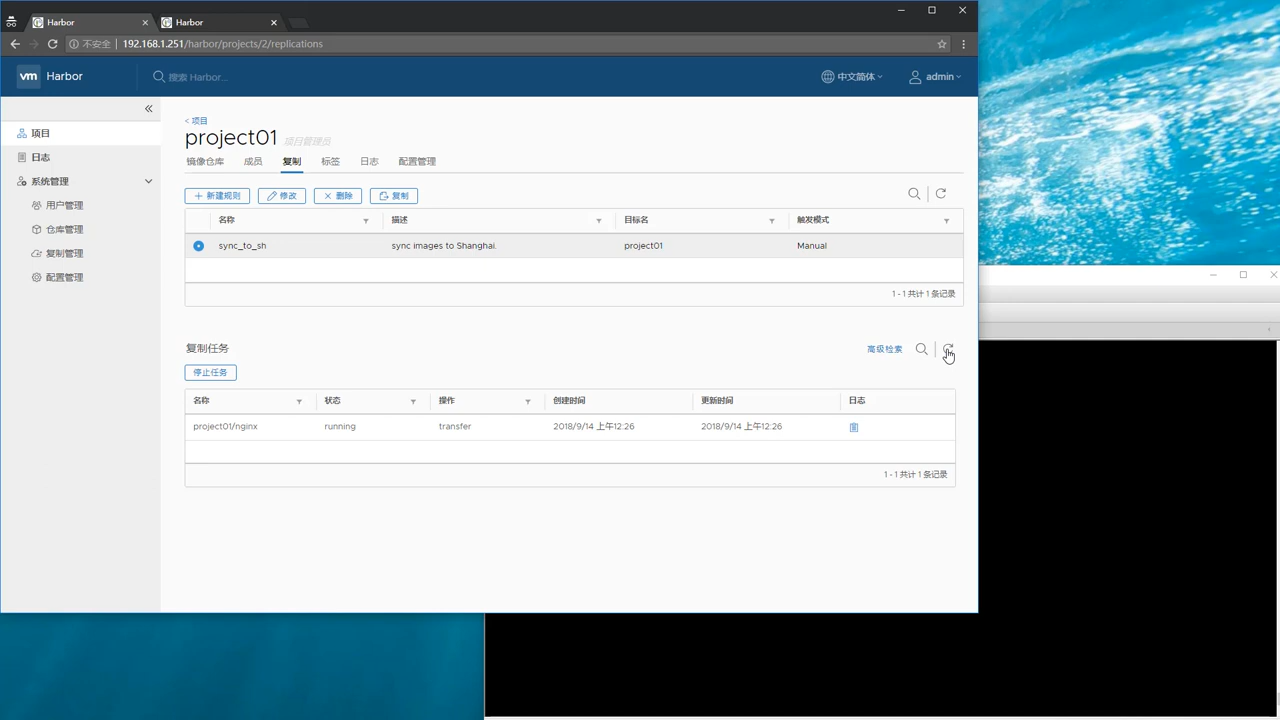 Harbor
Harbor
不安全 192.168.1.251/harbor/projects/2/replications
vm Harbor 搜索 Harbor... 中文简体 admin
项目
日志
系统管理
用户管理
仓库管理
复制管理
配置管理
< 项目
project01 项目管理员
镜像仓库 成员 复制 标签 日志 配置管理
+ 新建规则 修改 × 删除 复制
名称 描述 目标名 触发模式
sync_to_sh sync images to Shanghai. project01 Manual
1 - 1 共计 1 条记录
复制任务 高级检索
停止任务
名称 状态 操作 创建时间 更新时间 日志
project01/nginx running transfer 2018/9/14 上午12:26 2018/9/14 上午12:26
1 - 1 共计 1 条记录